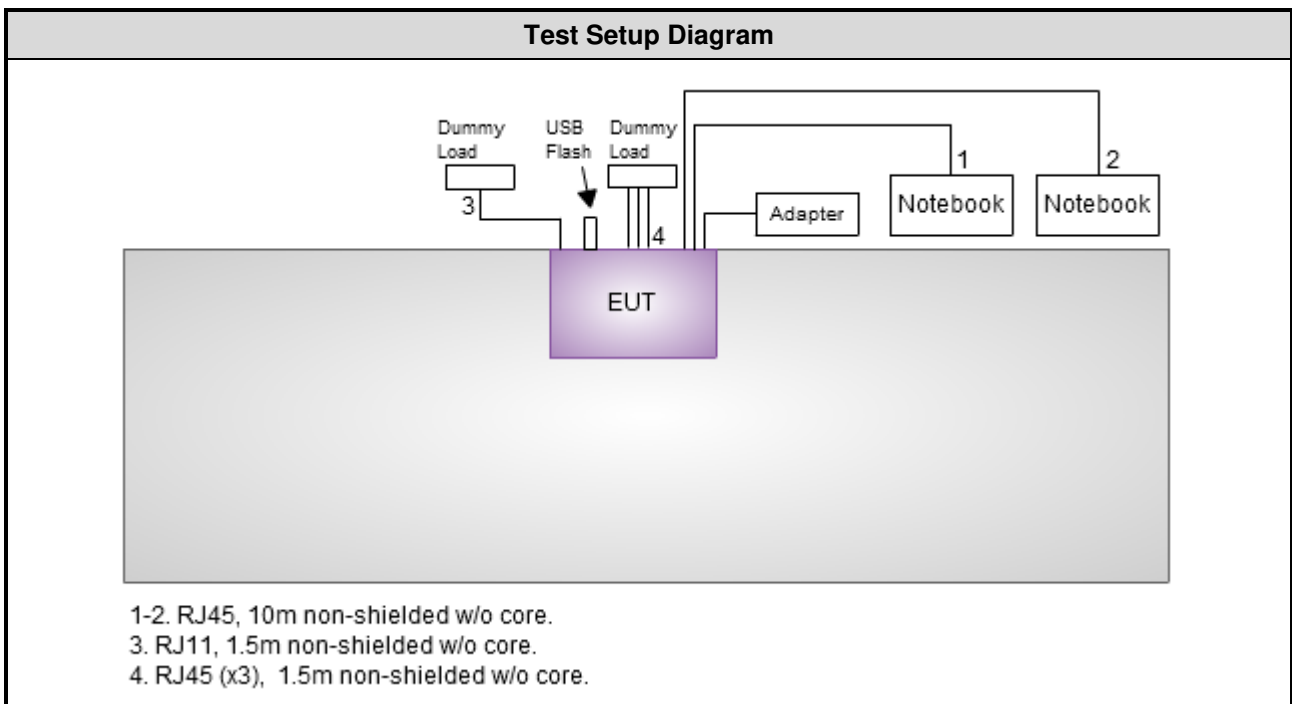 Test Setup Diagram
Dummy
Load
USB
Flash
Dummy
Load
1
2
3
4
Adapter
Notebook
Notebook
EUT
1-2. RJ45, 10m non-shielded w/o core.
3. RJ11, 1.5m non-shielded w/o core.
4. RJ45 (x3), 1.5m non-shielded w/o core.